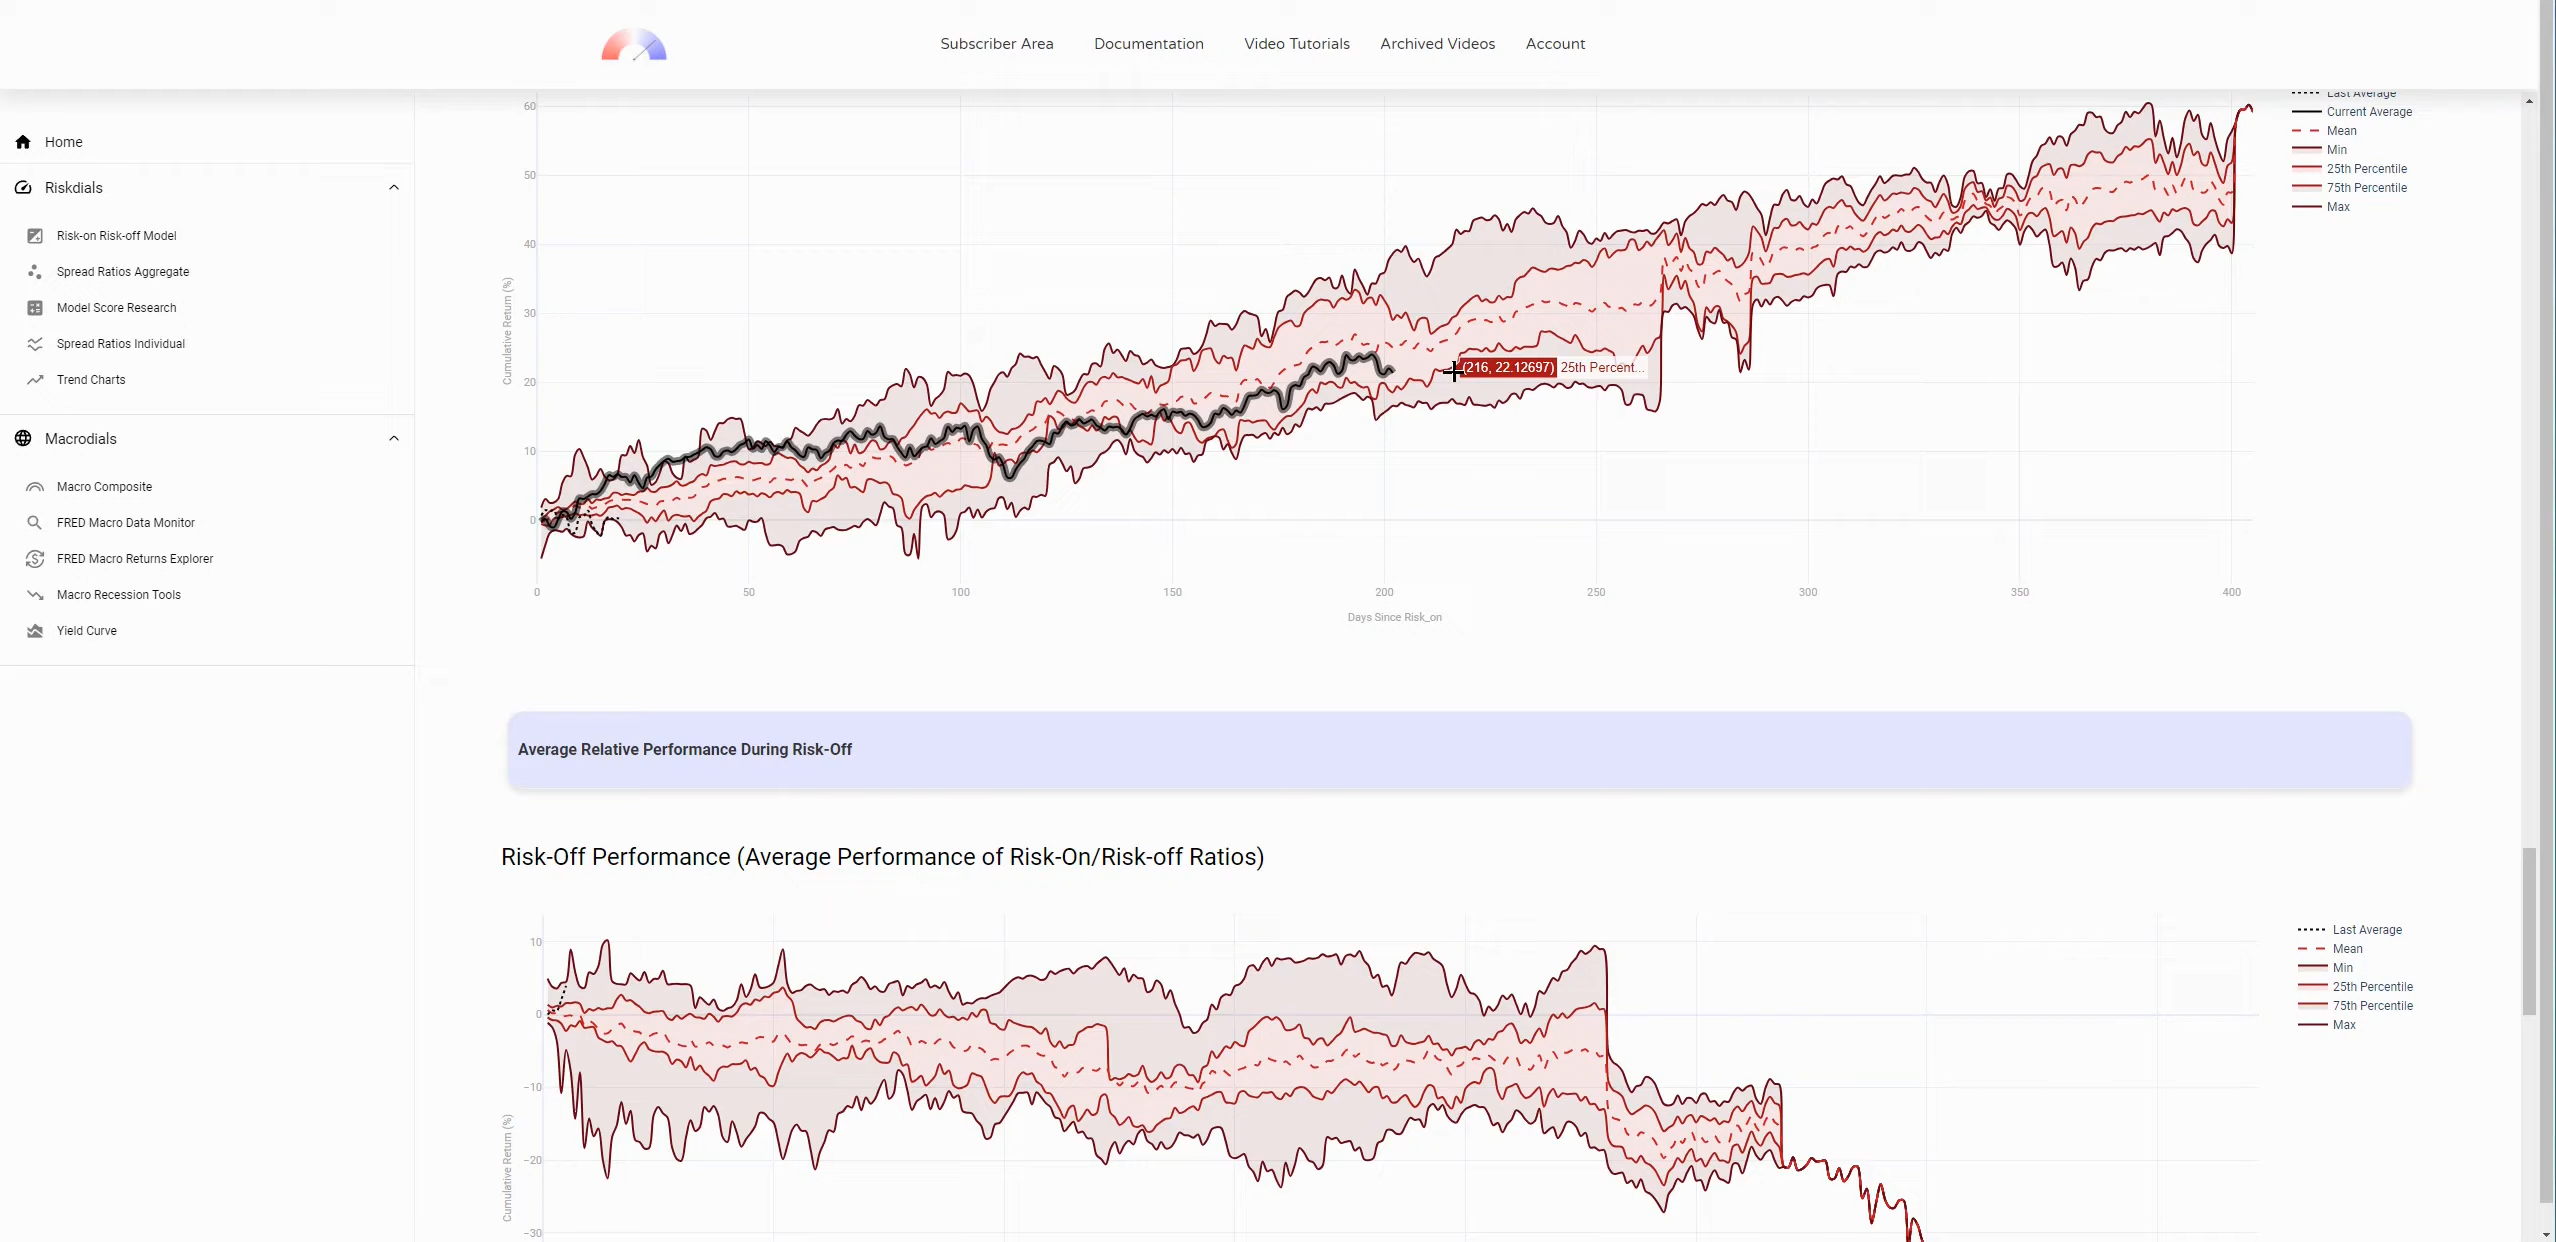 Subscriber Area Documentation Video Tutorials Archived Videos Account
Home
Riskdials
Risk-on Risk-off Model
Spread Ratios Aggregate
Model Score Research
Spread Ratios Individual
Trend Charts
Macrodials
Macro Composite
FRED Macro Data Monitor
FRED Macro Returns Explorer
Macro Recession Tools
Yield Curve
60
50
40
30
20
10
0
Cumulative Return (%)
0 50 100 150 200 250 300 350 400
Days Since Risk_on
(216, 22.12697) 25th Percent...
Last Average
Current Average
Mean
Min
25th Percentile
75th Percentile
Max
Average Relative Performance During Risk-Off
Risk-Off Performance (Average Performance of Risk-On/Risk-off Ratios)
10
0
−10
−20
−30
Cumulative Return (%)
Last Average
Mean
Min
25th Percentile
75th Percentile
Max